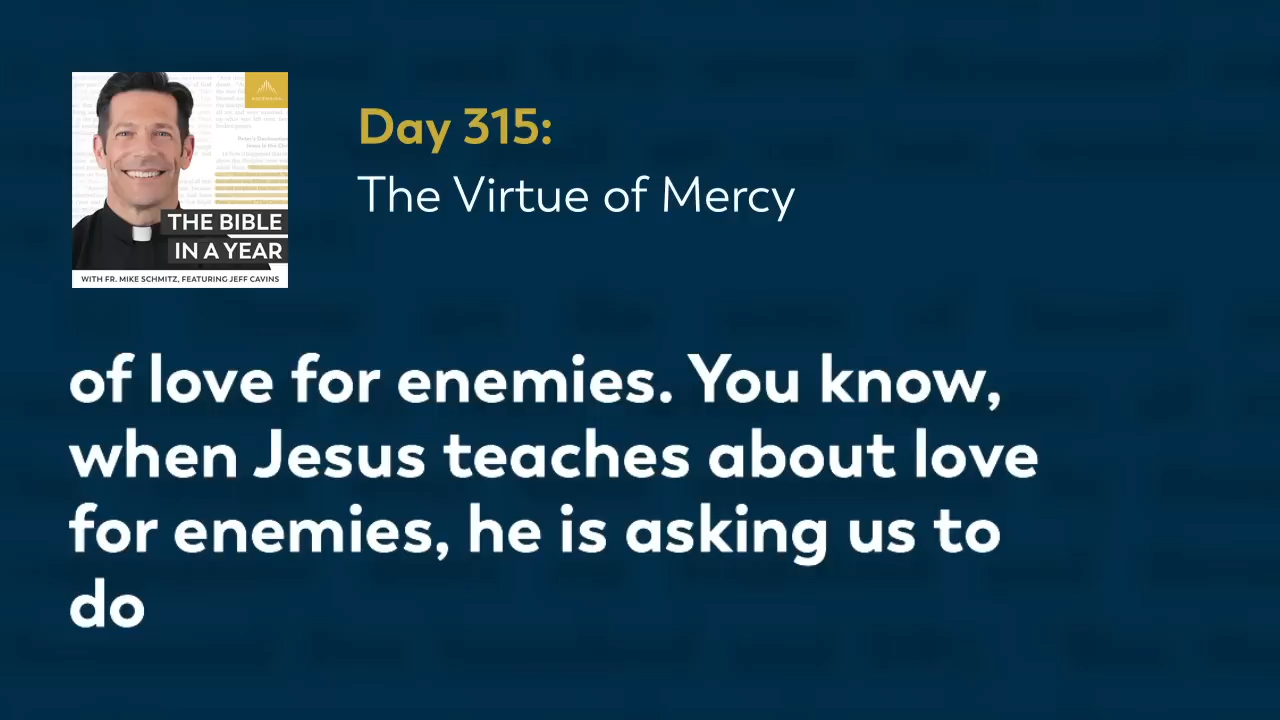 THE BIBLE
IN A YEAR
WITH FR. MIKE SCHMITZ, FEATURING JEFF CAVINS
Day 315:
The Virtue of Mercy
of love for enemies. You know,
when Jesus teaches about love
for enemies, he is asking us to
do